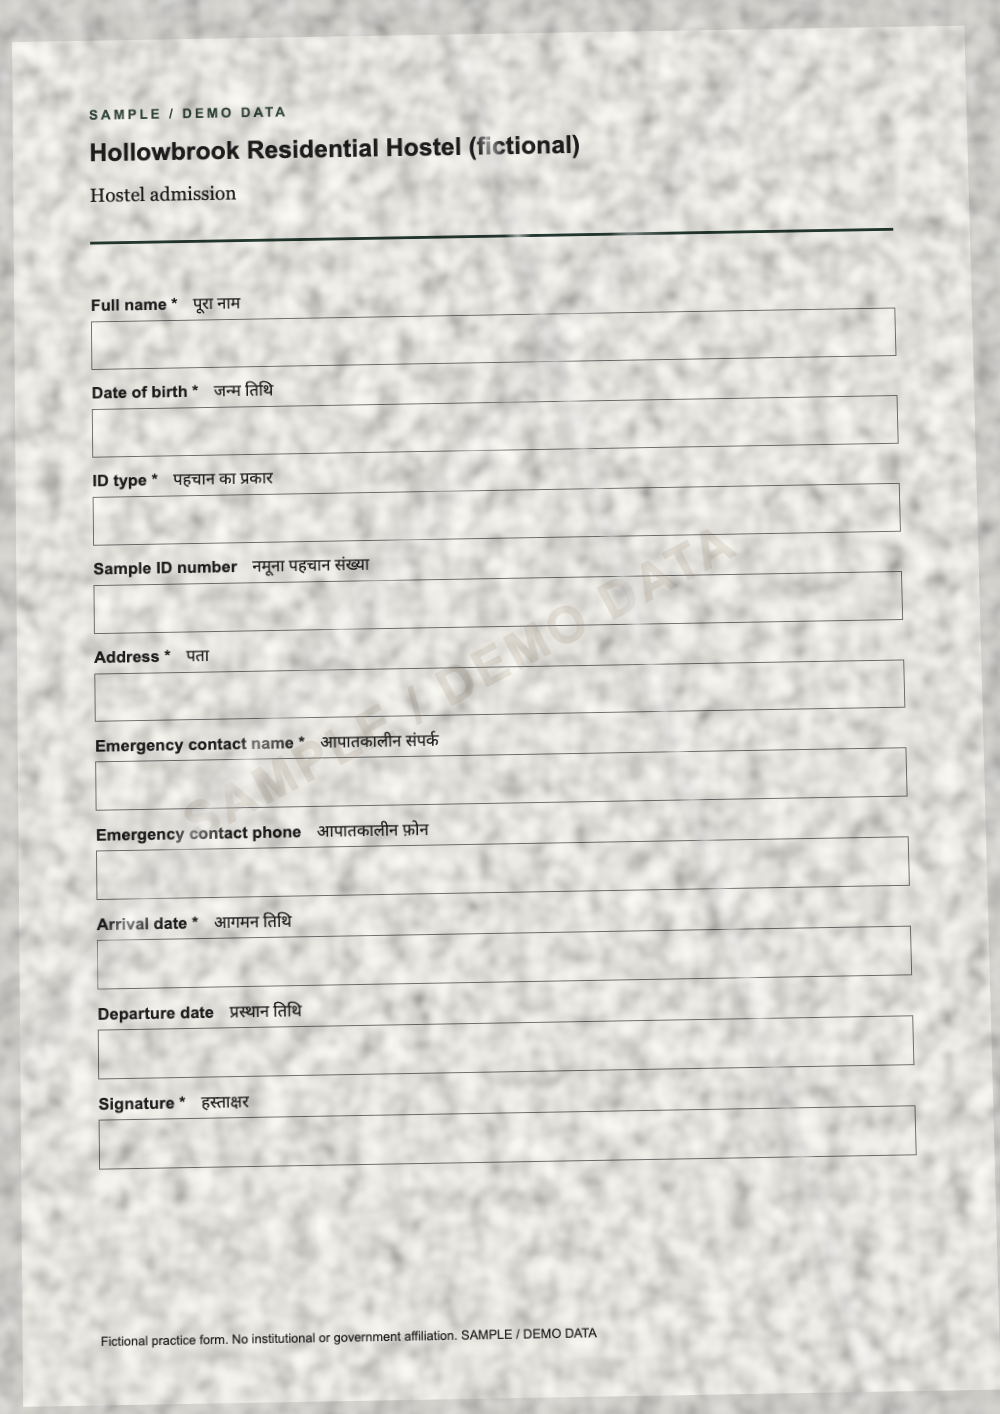 SAMPLE / DEMO DATA
Hollowbrook Residential Hostel (fictional)
Hostel admission
Full name * पूरा नाम
Date of birth * जन्म तिथि
ID type * पहचान का प्रकार
Sample ID number नमूना पहचान संख्या
Address * पता
Emergency contact name * आपातकालीन संपर्क
Emergency contact phone आपातकालीन फ़ोन
Arrival date * आगमन तिथि
Departure date प्रस्थान तिथि
Signature * हस्ताक्षर
SAMPLE / DEMO DATA
Fictional practice form. No institutional or government affiliation. SAMPLE / DEMO DATA